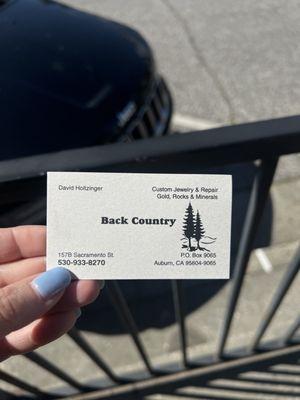 David Holtzinger
Custom Jewelry & Repair
Gold, Rocks & Minerals
Back Country
157B Sacramento St.
530-933-8270
P.O. Box 9065
Auburn, CA 95604-9065
Jeep